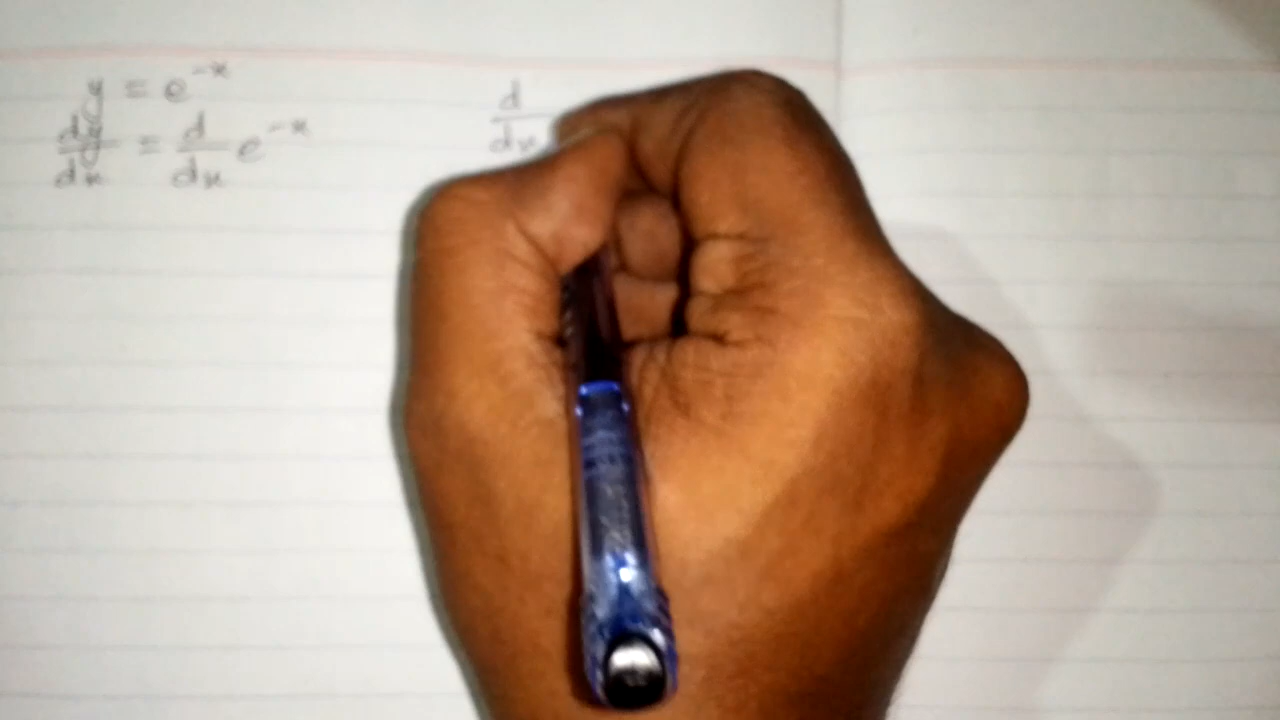 y = e^{-x}
dy/dx = d/dx e^{-x}
d/dx